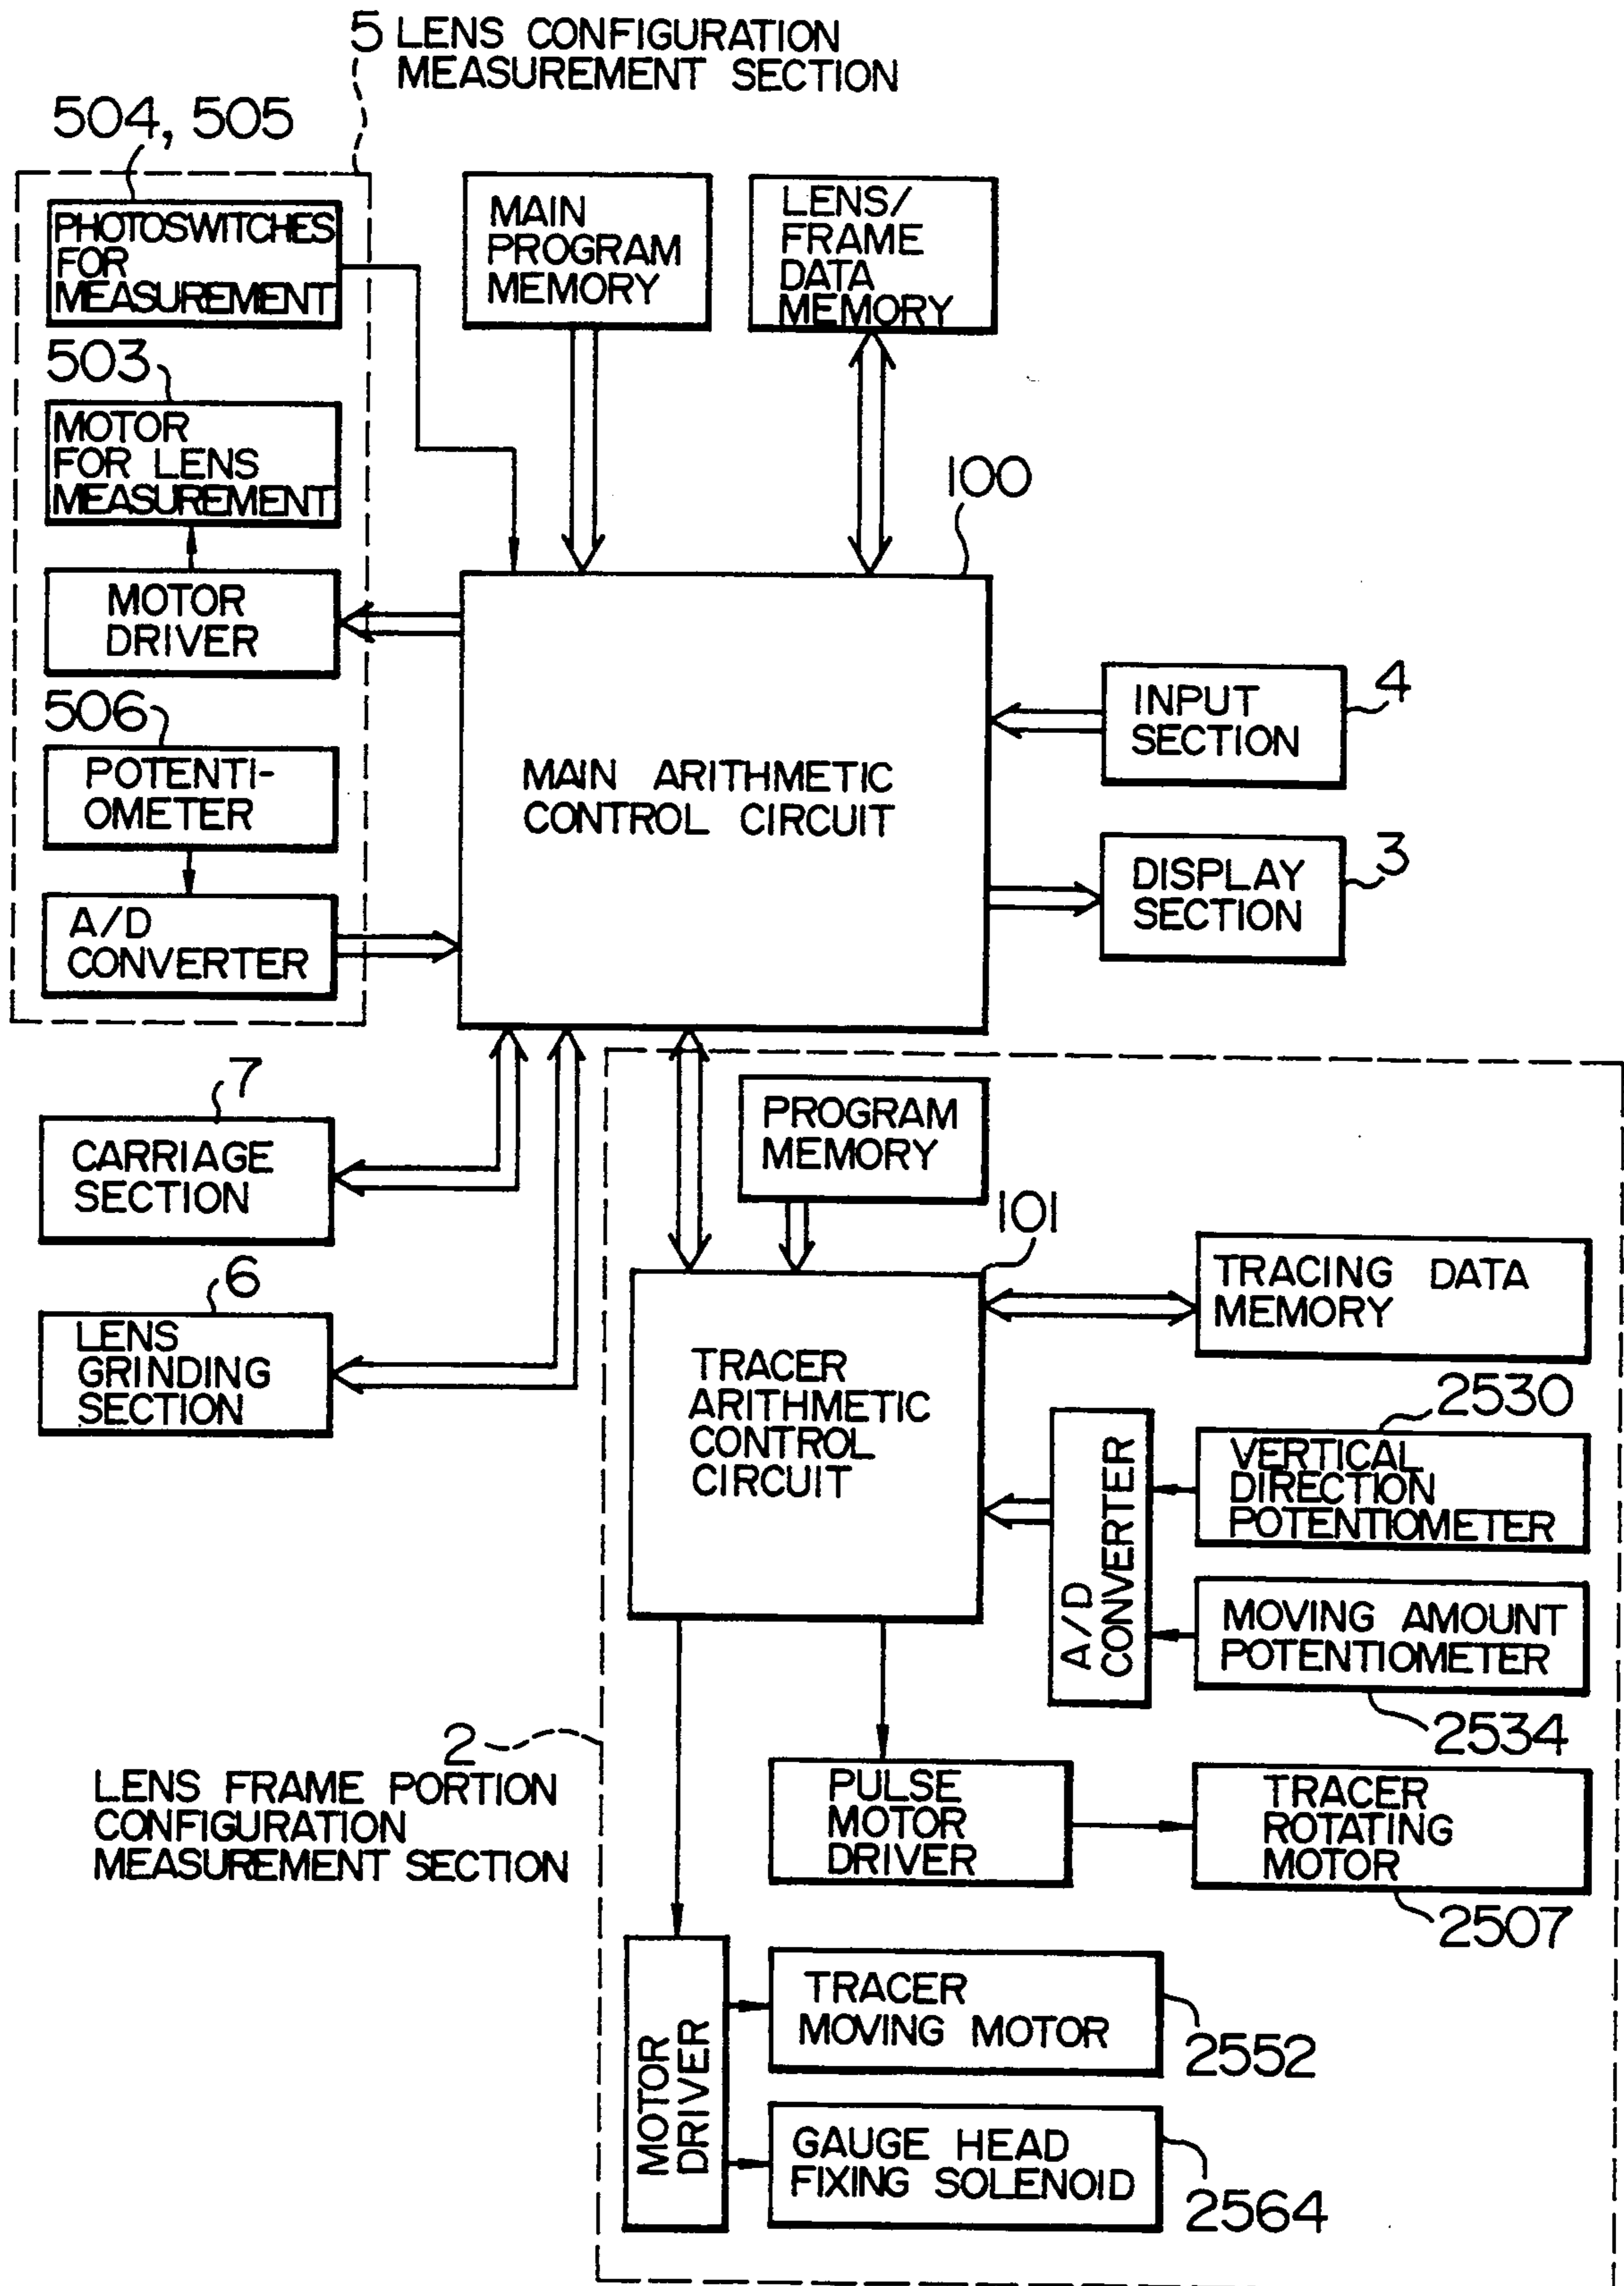 5 LENS CONFIGURATION
MEASUREMENT SECTION
504, 505
PHOTOSWITCHES
FOR
MEASUREMENT
MAIN
PROGRAM
MEMORY
LENS/
FRAME
DATA
MEMORY
503
MOTOR
FOR LENS
MEASUREMENT
100
MOTOR
DRIVER
506
POTENTI-
OMETER
A/D
CONVERTER
MAIN ARITHMETIC
CONTROL CIRCUIT
INPUT
SECTION
4
DISPLAY
SECTION
3
7
CARRIAGE
SECTION
6
LENS
GRINDING
SECTION
PROGRAM
MEMORY
101
TRACER
ARITHMETIC
CONTROL
CIRCUIT
TRACING DATA
MEMORY
2530
VERTICAL
DIRECTION
POTENTIOMETER
A/D
CONVERTER
MOVING AMOUNT
POTENTIOMETER
2534
2
LENS FRAME PORTION
CONFIGURATION
MEASUREMENT SECTION
PULSE
MOTOR
DRIVER
TRACER
ROTATING
MOTOR
2507
MOTOR
DRIVER
TRACER
MOVING MOTOR
2552
GAUGE HEAD
FIXING SOLENOID
2564